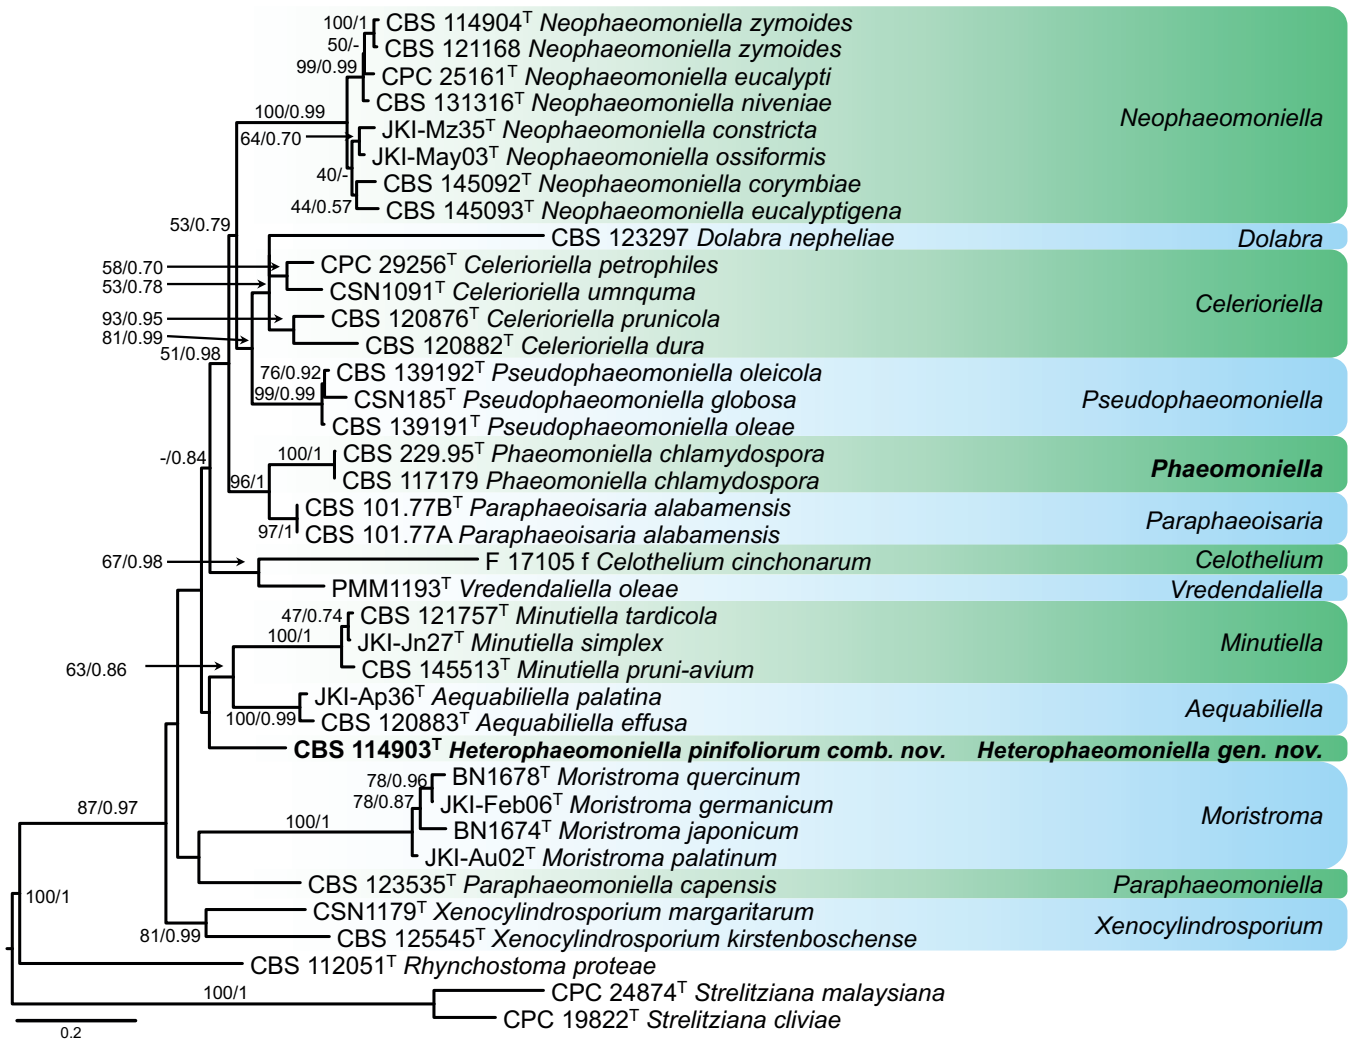 100/1 CBS 114904T Neophaeomoniella zymoides
50/- CBS 121168 Neophaeomoniella zymoides
99/0.99 CPC 25161T Neophaeomoniella eucalypti
CBS 131316T Neophaeomoniella niveniae
Neophaeomoniella
100/0.99
JKI-Mz35T Neophaeomoniella constricta
64/0.70
JKI-May03T Neophaeomoniella ossiformis
40/-
CBS 145092T Neophaeomoniella corymbiae
44/0.57 CBS 145093T Neophaeomoniella eucalyptigena
53/0.79
CBS 123297 Dolabra nepheliae Dolabra
58/0.70 CPC 29256T Celerioriella petrophiles
53/0.78 CSN1091T Celerioriella umnquma
Celerioriella
93/0.95 CBS 120876T Celerioriella prunicola
81/0.99 CBS 120882T Celerioriella dura
51/0.98
76/0.92 CBS 139192T Pseudophaeomoniella oleicola
99/0.99 CSN185T Pseudophaeomoniella globosa Pseudophaeomoniella
CBS 139191T Pseudophaeomoniella oleae
-/0.84
100/1 CBS 229.95T Phaeomoniella chlamydospora
Phaeomoniella
96/1 CBS 117179 Phaeomoniella chlamydospora
CBS 101.77BT Paraphaeoisaria alabamensis
Paraphaeoisaria
97/1 CBS 101.77A Paraphaeoisaria alabamensis
67/0.98 F 17105 f Celothelium cinchonarum Celothelium
PMM1193T Vredendaliella oleae Vredendaliella
47/0.74 CBS 121757T Minutiella tardicola
100/1 JKI-Jn27T Minutiella simplex Minutiella
63/0.86 CBS 145513T Minutiella pruni-avium
JKI-Ap36T Aequabiliella palatina
Aequabiliella
100/0.99 CBS 120883T Aequabiliella effusa
CBS 114903T Heterophaeomoniella pinifoliorum comb. nov. Heterophaeomoniella gen. nov.
78/0.96 BN1678T Moristroma quercinum
78/0.87 JKI-Feb06T Moristroma germanicum
Moristroma
87/0.97
100/1 BN1674T Moristroma japonicum
JKI-Au02T Moristroma palatinum
CBS 123535T Paraphaeomoniella capensis Paraphaeomoniella
100/1
CSN1179T Xenocylindrosporium margaritarum
Xenocylindrosporium
81/0.99 CBS 125545T Xenocylindrosporium kirstenboschense
CBS 112051T Rhynchostoma proteae
100/1 CPC 24874T Strelitziana malaysiana
CPC 19822T Strelitziana cliviae
0.2